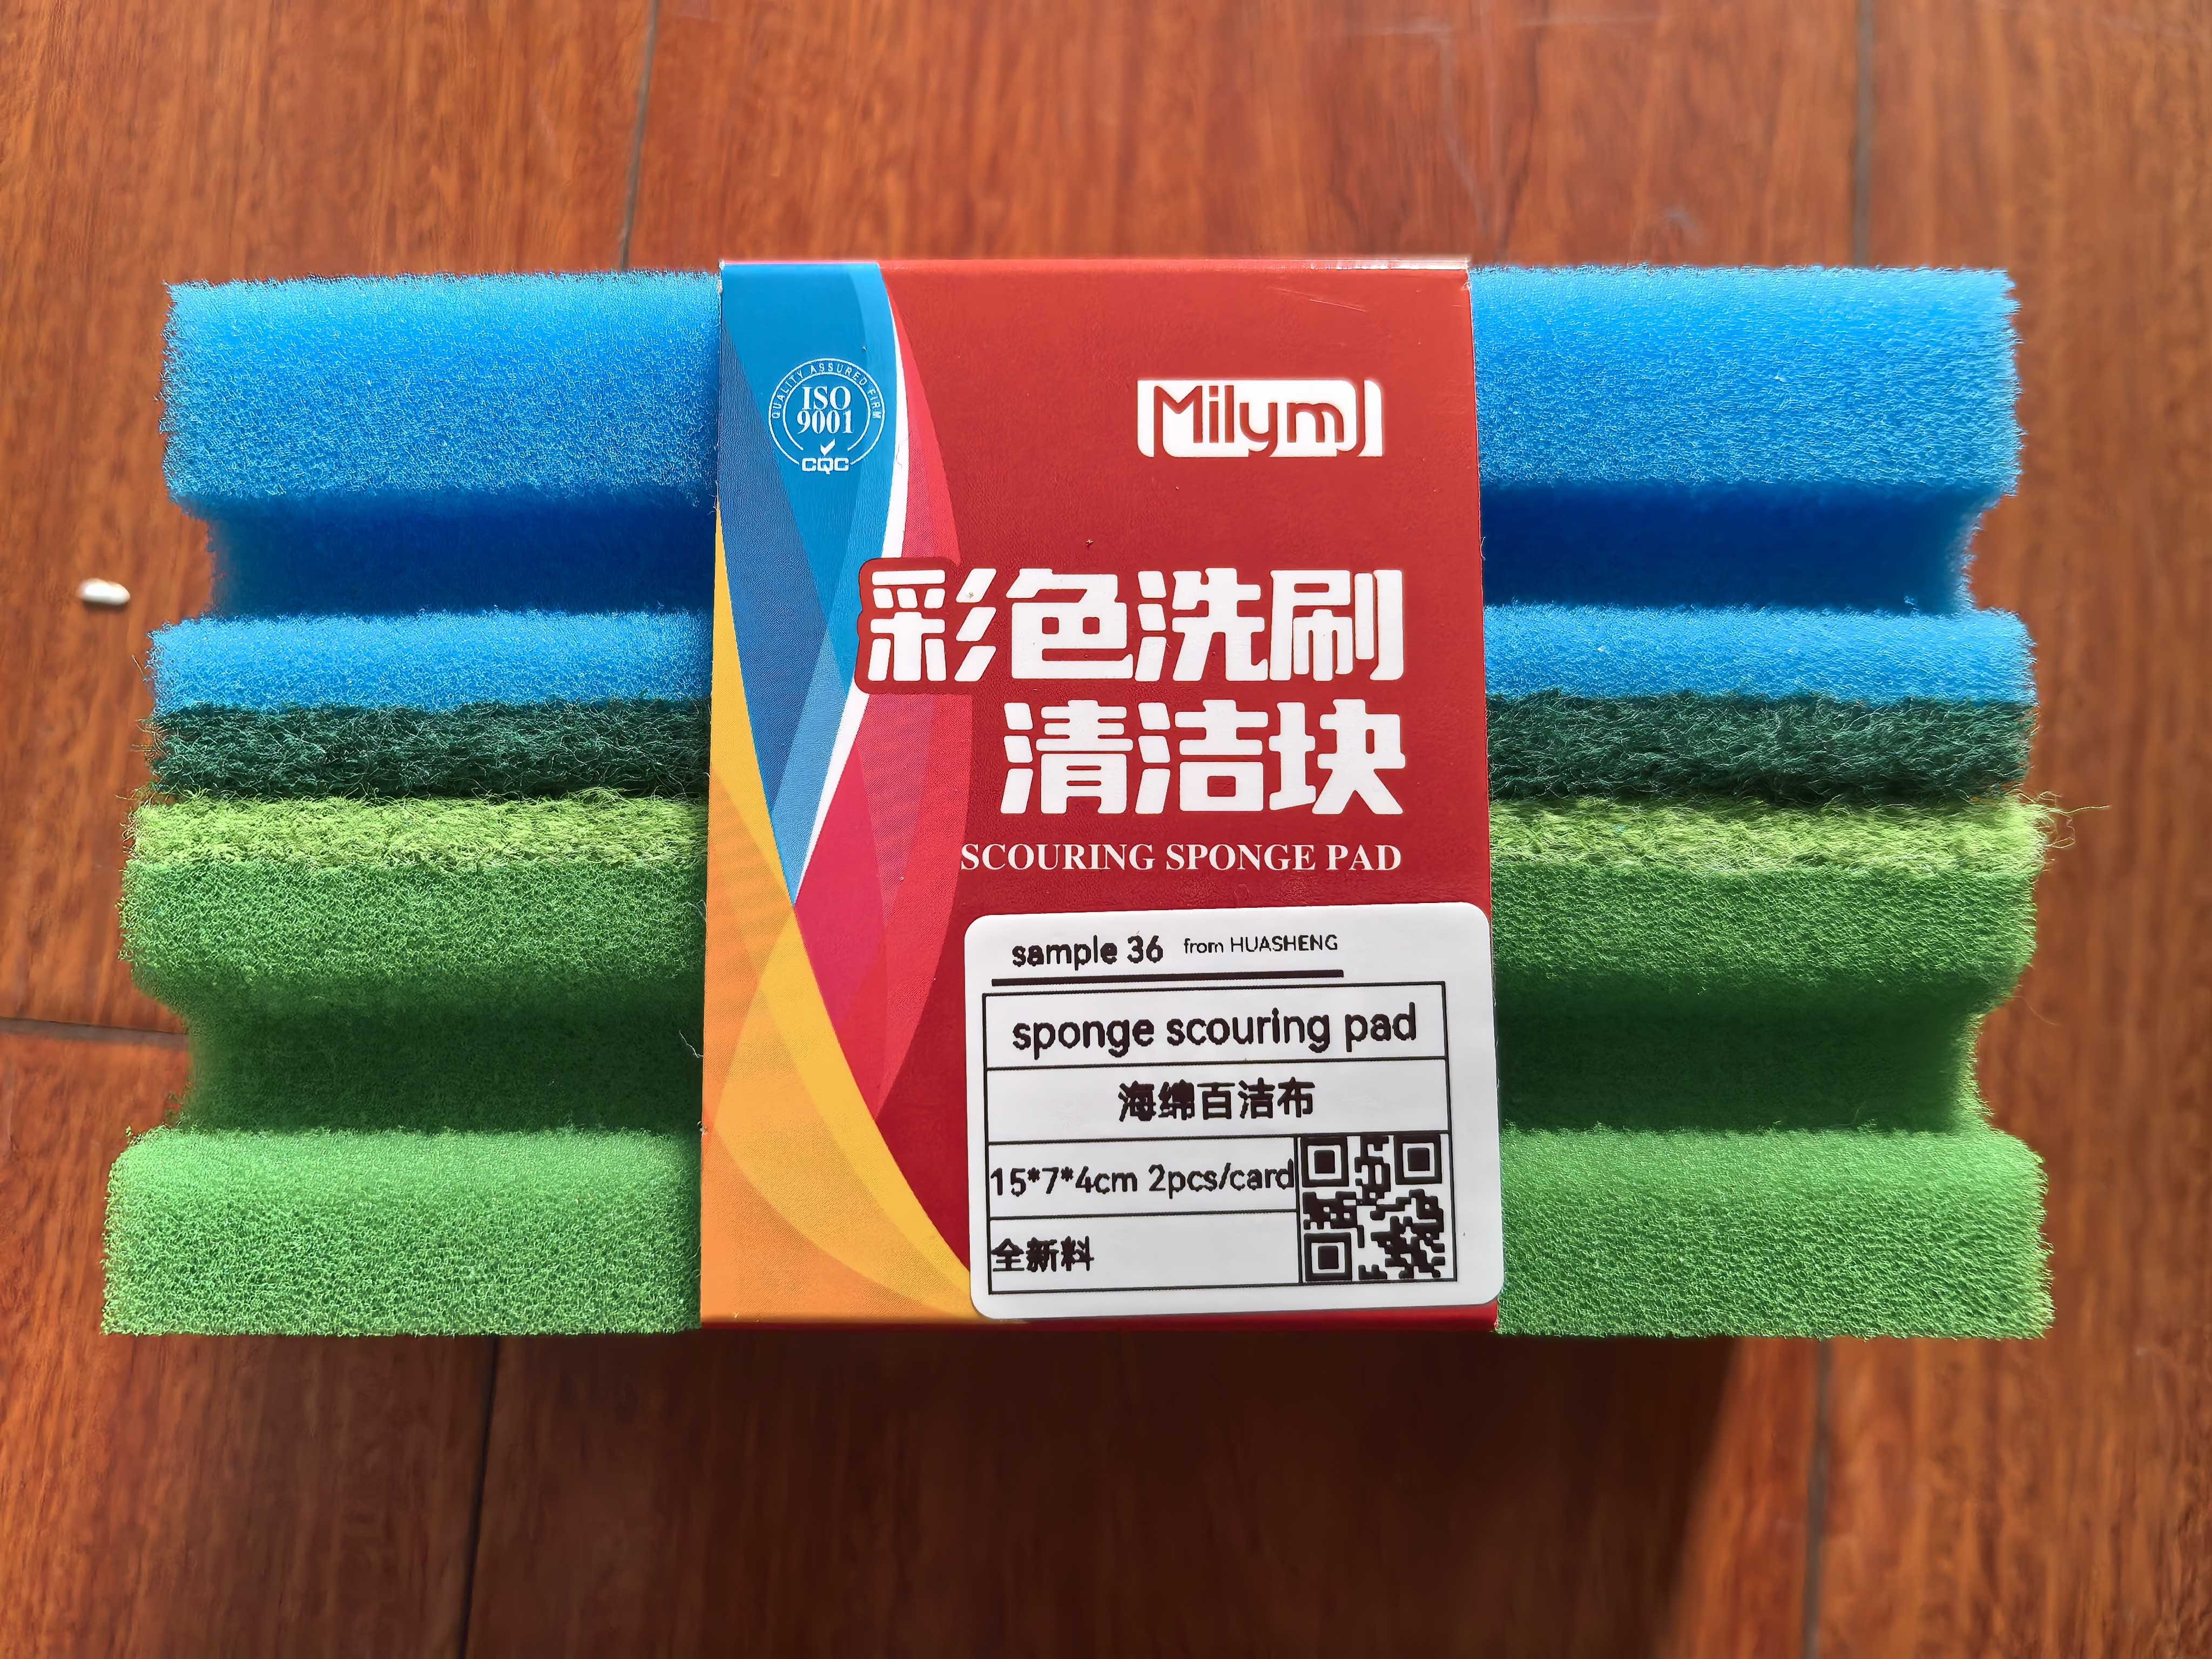 QUALITY ASSURED FIRM
ISO
9001
CQC
Milym
彩色洗刷
清洁块
SCOURING SPONGE PAD
sample 36 from HUASHENG
sponge scouring pad
海绵百洁布
15*7*4cm 2pcs/card
全新料